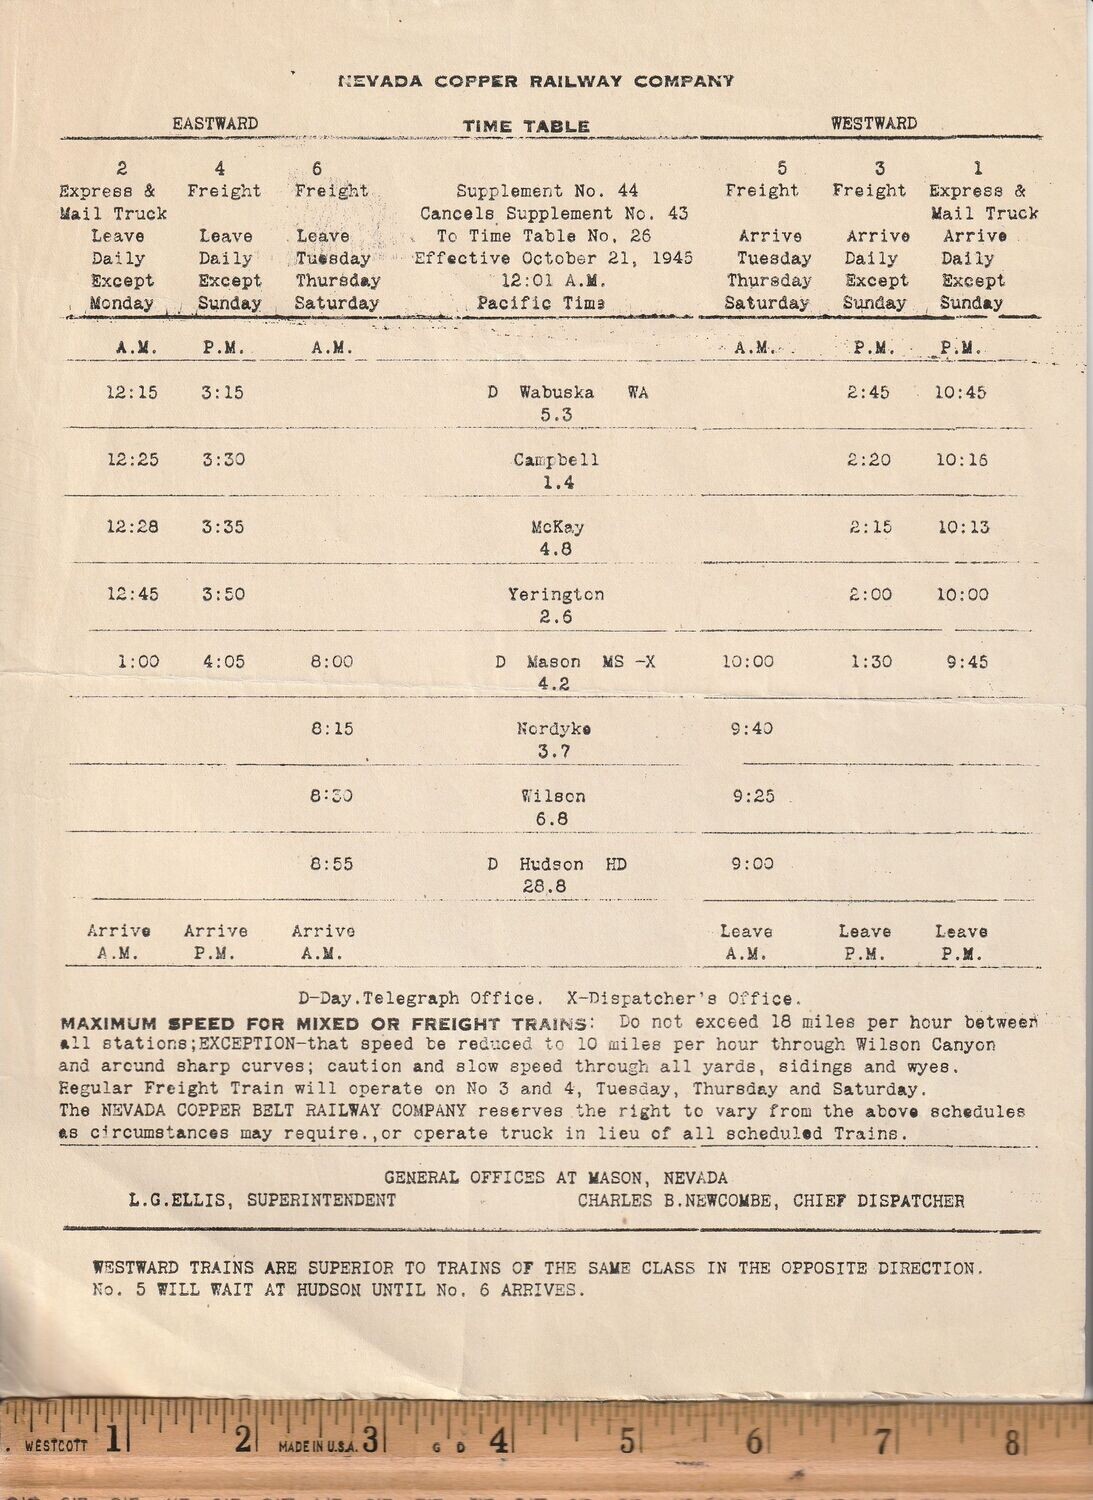 NEVADA COPPER RAILWAY COMPANY
EASTWARD TIME TABLE WESTWARD
2 4 6 5 3 1
Express & Freight Freight Supplement No. 44 Freight Freight Express &
Mail Truck Cancels Supplement No. 43 Mail Truck
Leave Leave Leave To Time Table No. 26 Arrive Arrive Arrive
Daily Daily Tuesday Effective October 21, 1945 Tuesday Daily Daily
Except Except Thursday 12:01 A.M. Thursday Except Except
Monday Sunday Saturday Pacific Time Saturday Sunday Sunday
A.M. P.M. A.M. A.M. P.M. P.M.
12:15 3:15 D Wabuska WA 2:45 10:45
5.3
12:25 3:30 Campbell 2:20 10:16
1.4
12:28 3:35 McKay 2:15 10:13
4.8
12:45 3:50 Yerington 2:00 10:00
2.6
1:00 4:05 8:00 D Mason MS -X 10:00 1:30 9:45
4.2
8:15 Nordyke 9:40
3.7
8:30 Wilson 9:25
6.8
8:55 D Hudson HD 9:00
28.8
Arrive Arrive Arrive Leave Leave Leave
A.M. P.M. A.M. A.M. P.M. P.M.
D-Day.Telegraph Office. X-Dispatcher's Office.
MAXIMUM SPEED FOR MIXED OR FREIGHT TRAINS: Do not exceed 18 miles per hour between
all stations;EXCEPTION-that speed be reduced to 10 miles per hour through Wilson Canyon
and around sharp curves; caution and slow speed through all yards, sidings and wyes.
Regular Freight Train will operate on No 3 and 4, Tuesday, Thursday and Saturday.
The NEVADA COPPER BELT RAILWAY COMPANY reserves the right to vary from the above schedules
as circumstances may require.,or operate truck in lieu of all scheduled Trains.
GENERAL OFFICES AT MASON, NEVADA
L.G.ELLIS, SUPERINTENDENT CHARLES B.NEWCOMBE, CHIEF DISPATCHER
WESTWARD TRAINS ARE SUPERIOR TO TRAINS OF THE SAME CLASS IN THE OPPOSITE DIRECTION.
No. 5 WILL WAIT AT HUDSON UNTIL No. 6 ARRIVES.
WESTCOTT 1 2 MADE IN U.S.A. 3 G D 4 5 6 7 8